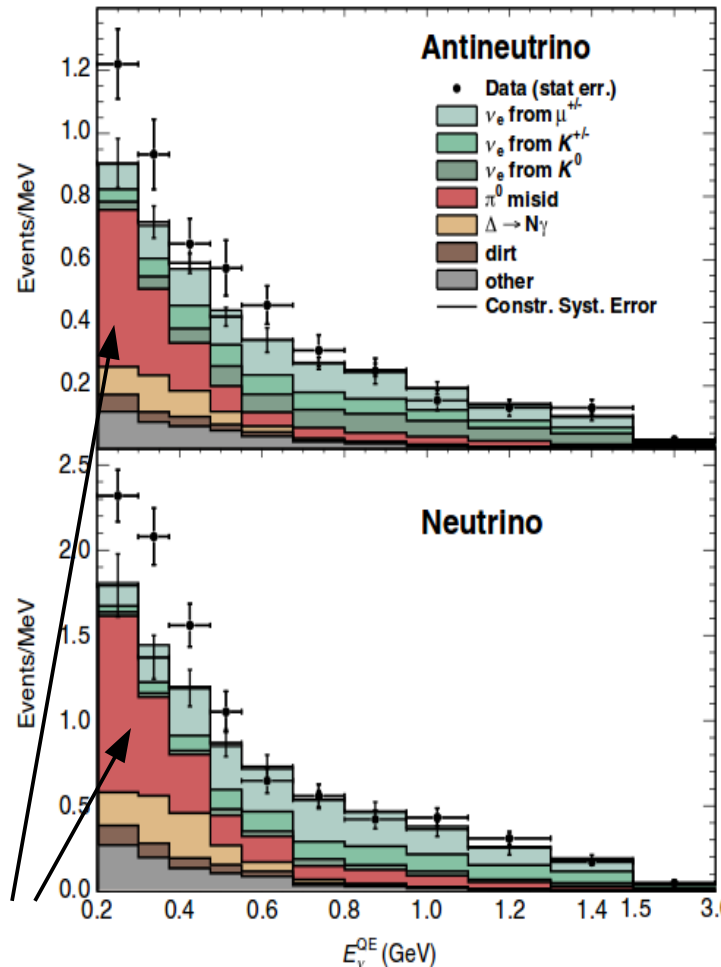 Antineutrino
Data (stat err.)
νe from μ+/-
νe from K+/-
νe from K0
π0 misid
Δ → Nγ
dirt
other
Constr. Syst. Error
Events/MeV
1.2
1.0
0.8
0.6
0.4
0.2
Neutrino
Events/MeV
2.5
2.0
1.5
1.0
0.5
0.0
0.2 0.4 0.6 0.8 1.0 1.2 1.4 1.5 3.0
EνQE (GeV)